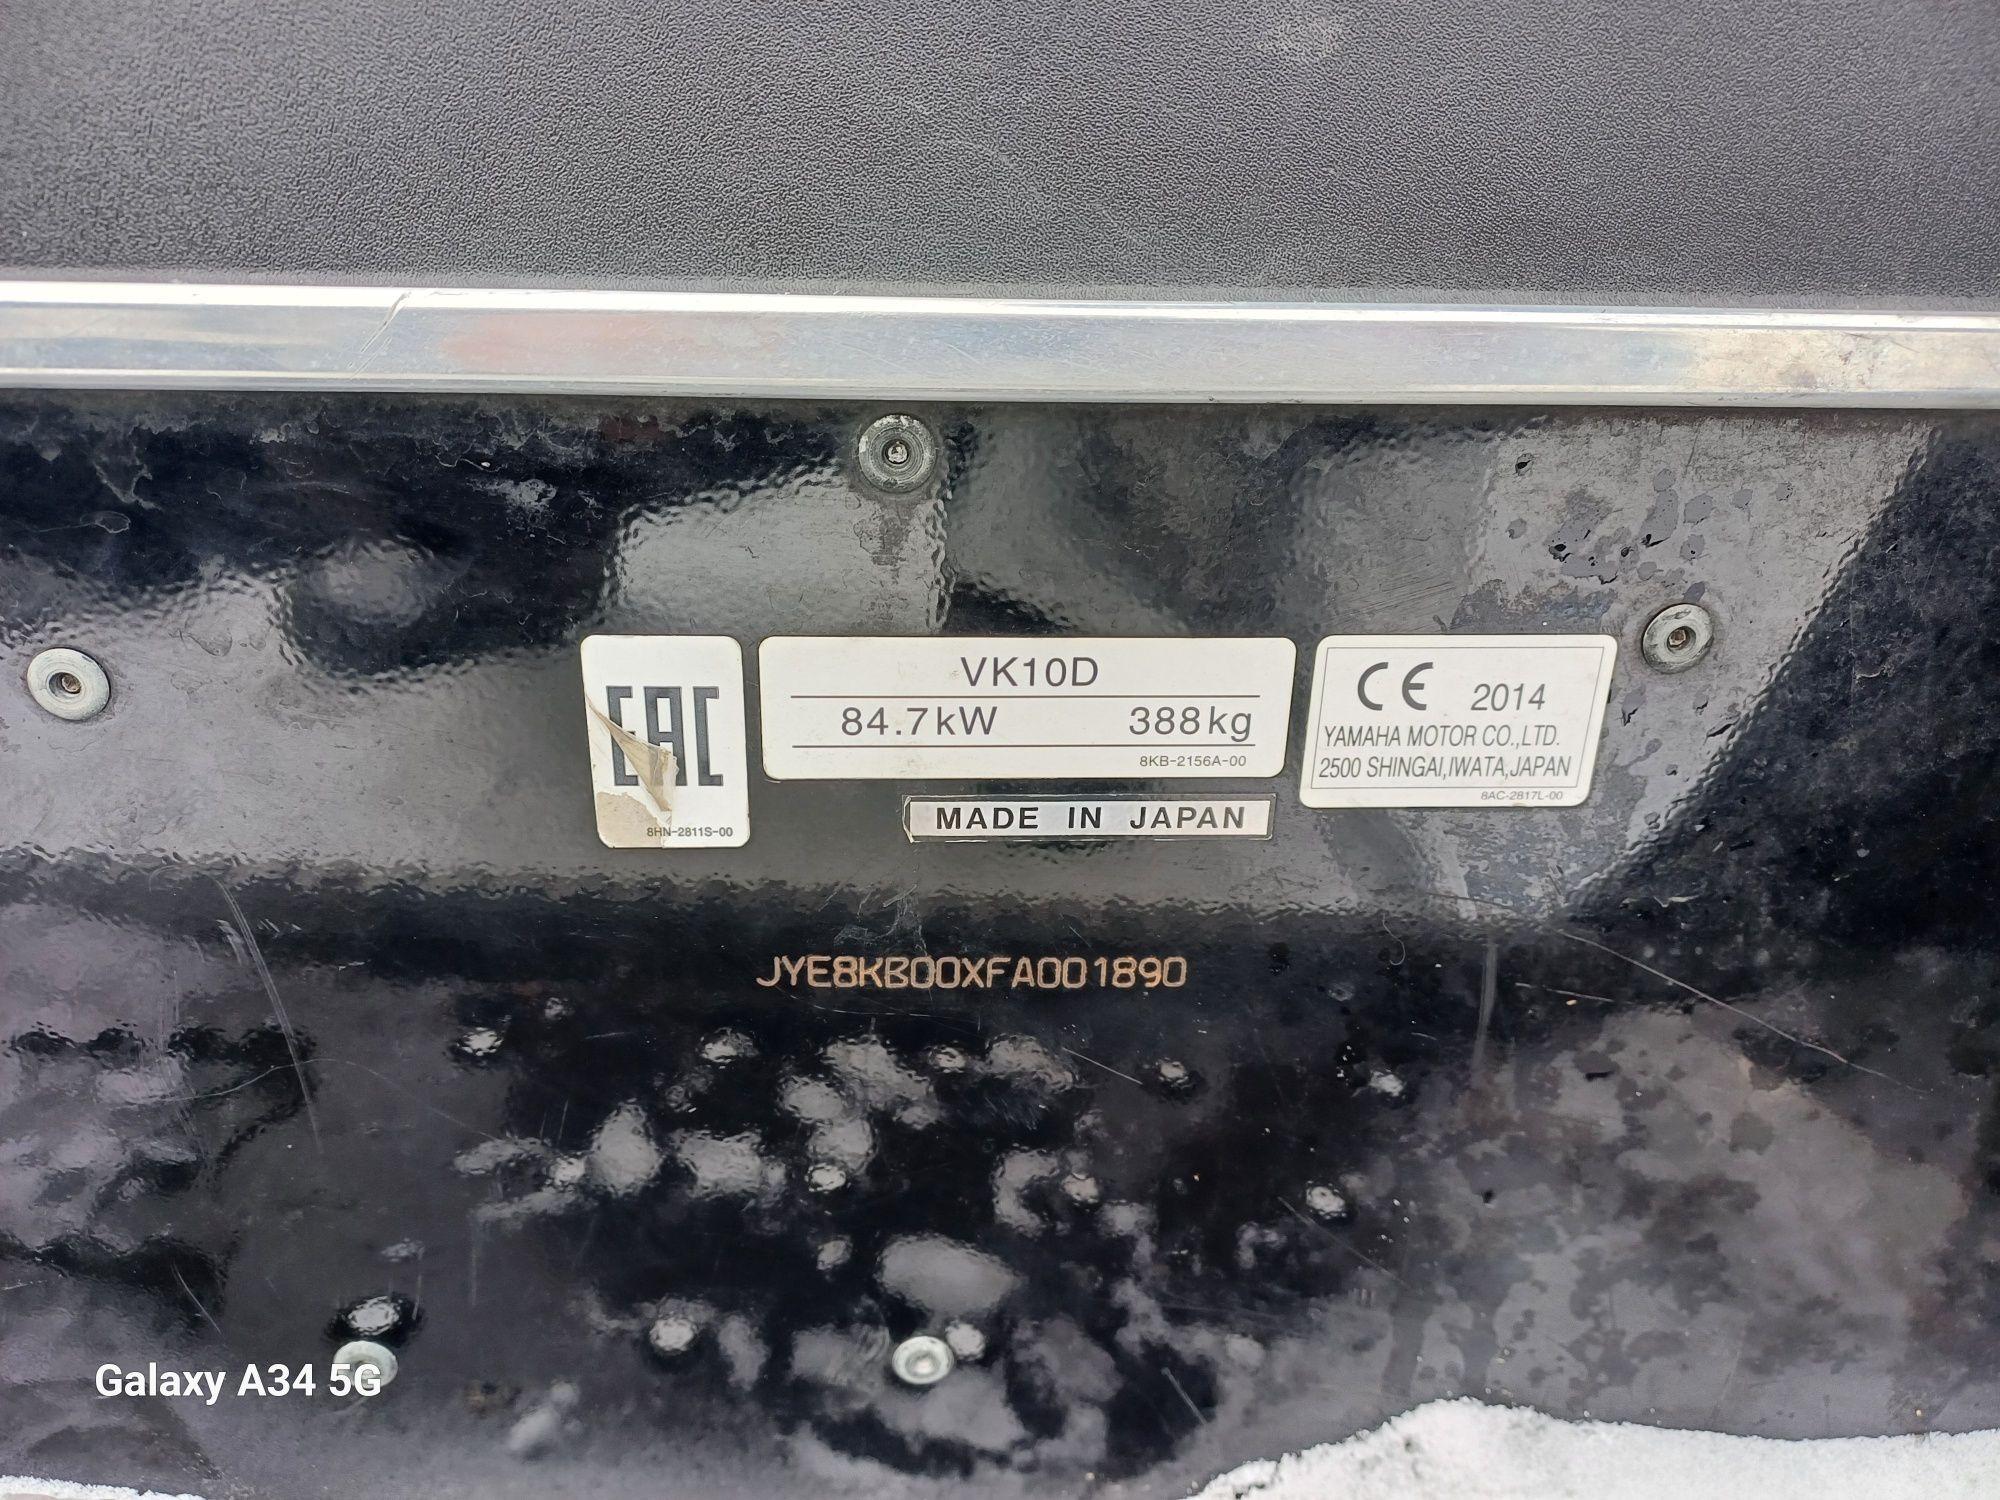 EAC
8HN-2811S-00
VK10D
84.7kW 388kg
8KB-2156A-00
MADE IN JAPAN
CE 2014
YAMAHA MOTOR CO.,LTD.
2500 SHINGAI,IWATA,JAPAN
8AC-2817L-00
JYE8KB00XFA001890
Galaxy A34 5G